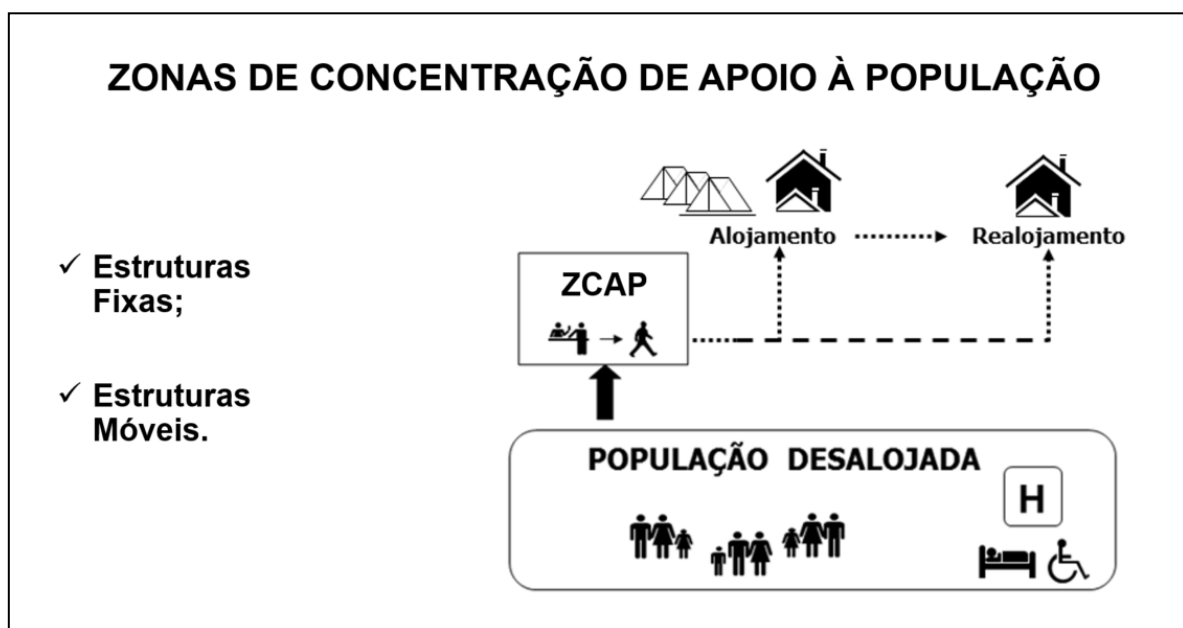 ZONAS DE CONCENTRAÇÃO DE APOIO À POPULAÇÃO
✓ Estruturas
Fixas;
✓ Estruturas
Móveis.
Alojamento
Realojamento
ZCAP
POPULAÇÃO DESALOJADA
H